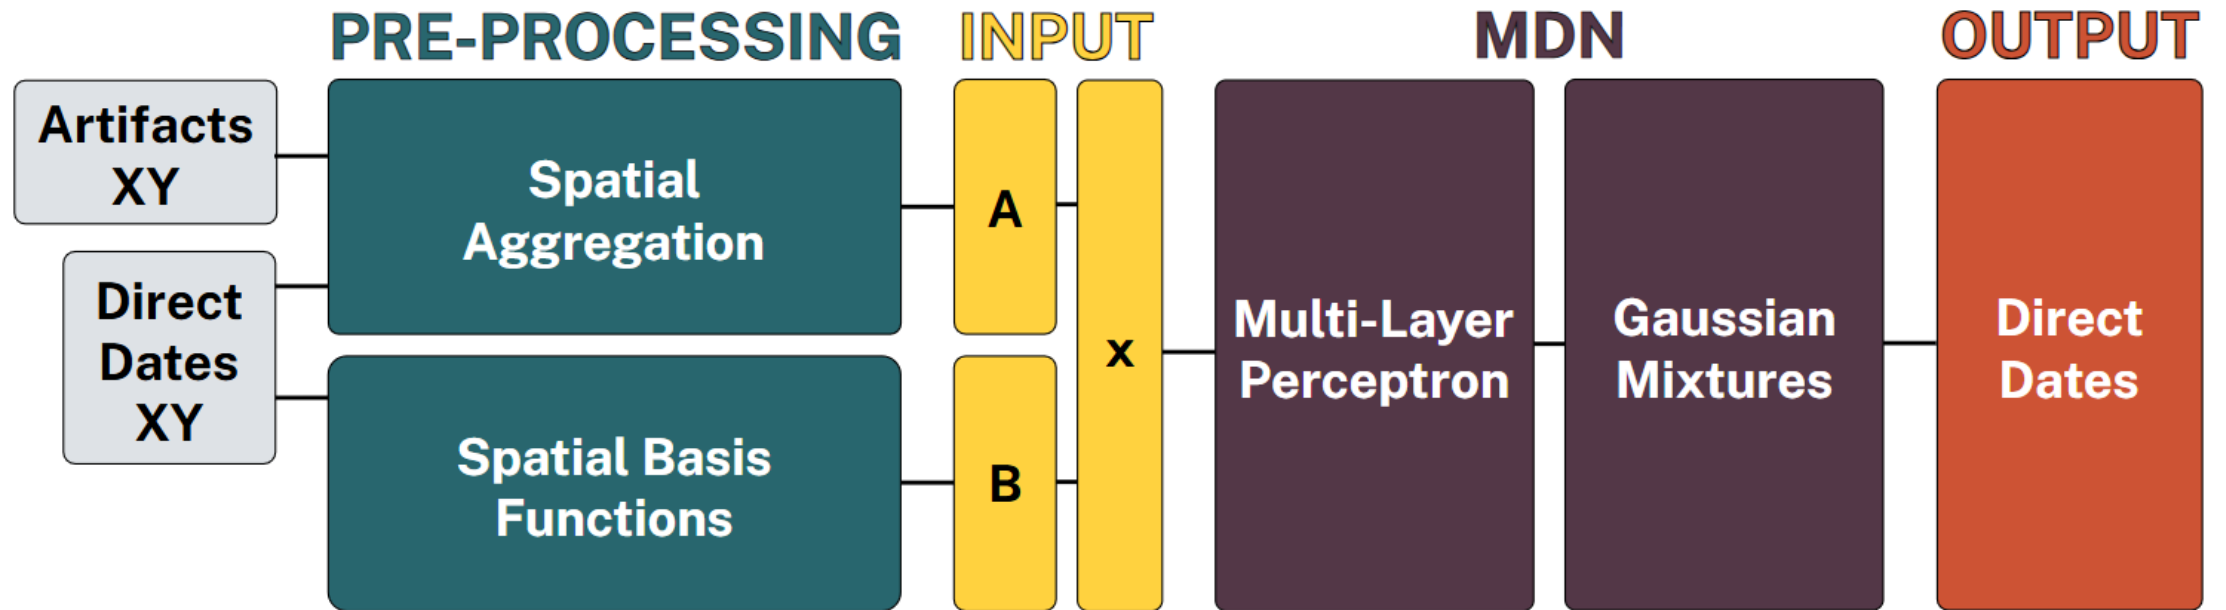 PRE-PROCESSING
INPUT
MDN
OUTPUT
Artifacts
XY
Direct
Dates
XY
Spatial
Aggregation
Spatial Basis
Functions
A
B
x
Multi-Layer
Perceptron
Gaussian
Mixtures
Direct
Dates